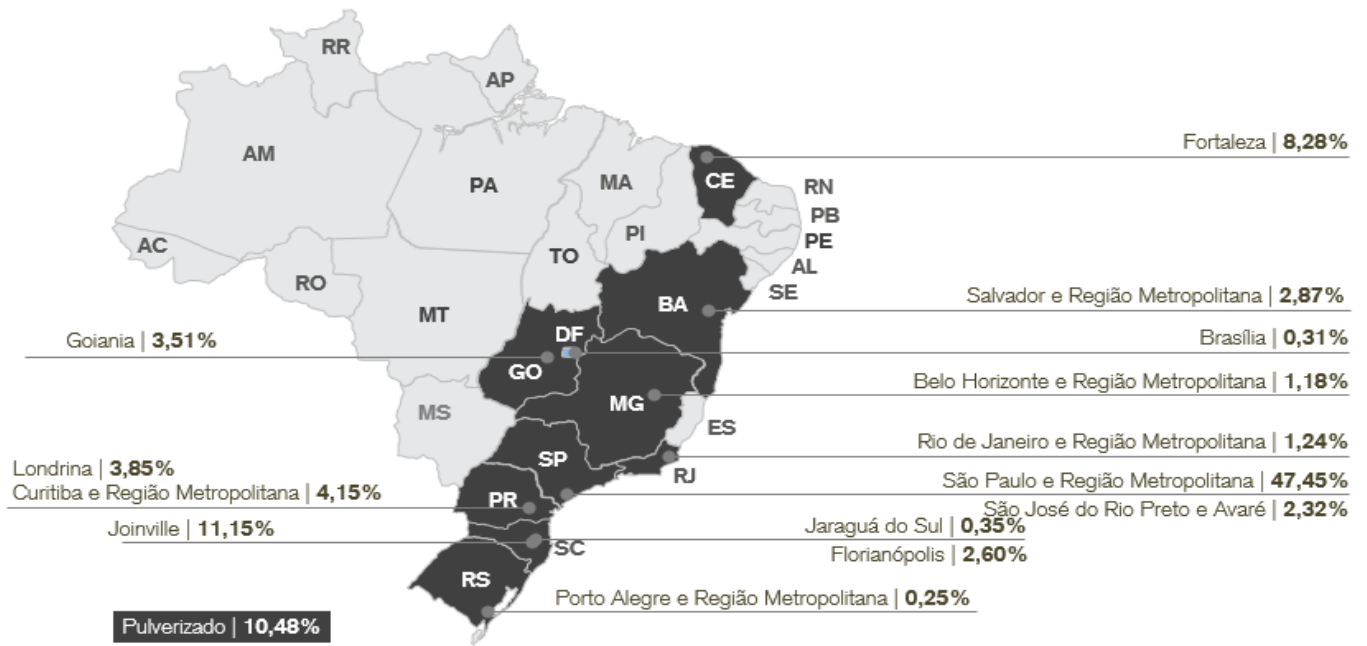 RR
AP
AM
PA
MA
CE
Fortaleza | 8,28%
RN
PB
PE
AL
SE
PI
TO
AC
RO
MT
BA
Salvador e Região Metropolitana | 2,87%
Goiania | 3,51%
DF
Brasília | 0,31%
GO
Belo Horizonte e Região Metropolitana | 1,18%
MG
MS
ES
Rio de Janeiro e Região Metropolitana | 1,24%
SP
RJ
Londrina | 3,85%
São Paulo e Região Metropolitana | 47,45%
Curitiba e Região Metropolitana | 4,15%
PR
São José do Rio Preto e Avaré | 2,32%
Joinville | 11,15%
Jaraguá do Sul | 0,35%
SC
Florianópolis | 2,60%
RS
Porto Alegre e Região Metropolitana | 0,25%
Pulverizado | 10,48%